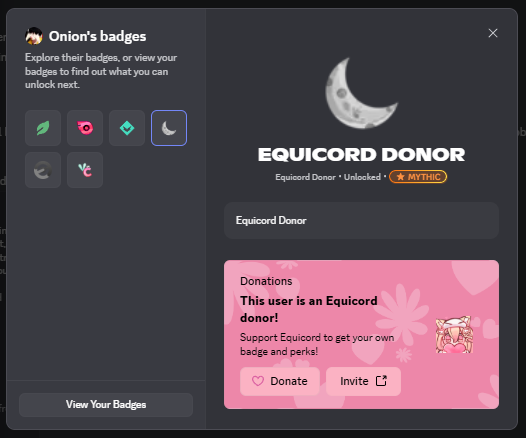 Onion's badges
Explore their badges, or view your
badges to find out what you can
unlock next.
View Your Badges
EQUICORD DONOR
Equicord Donor • Unlocked • MYTHIC
Equicord Donor
Donations
This user is an Equicord
donor!
Support Equicord to get your own
badge and perks!
Donate
Invite